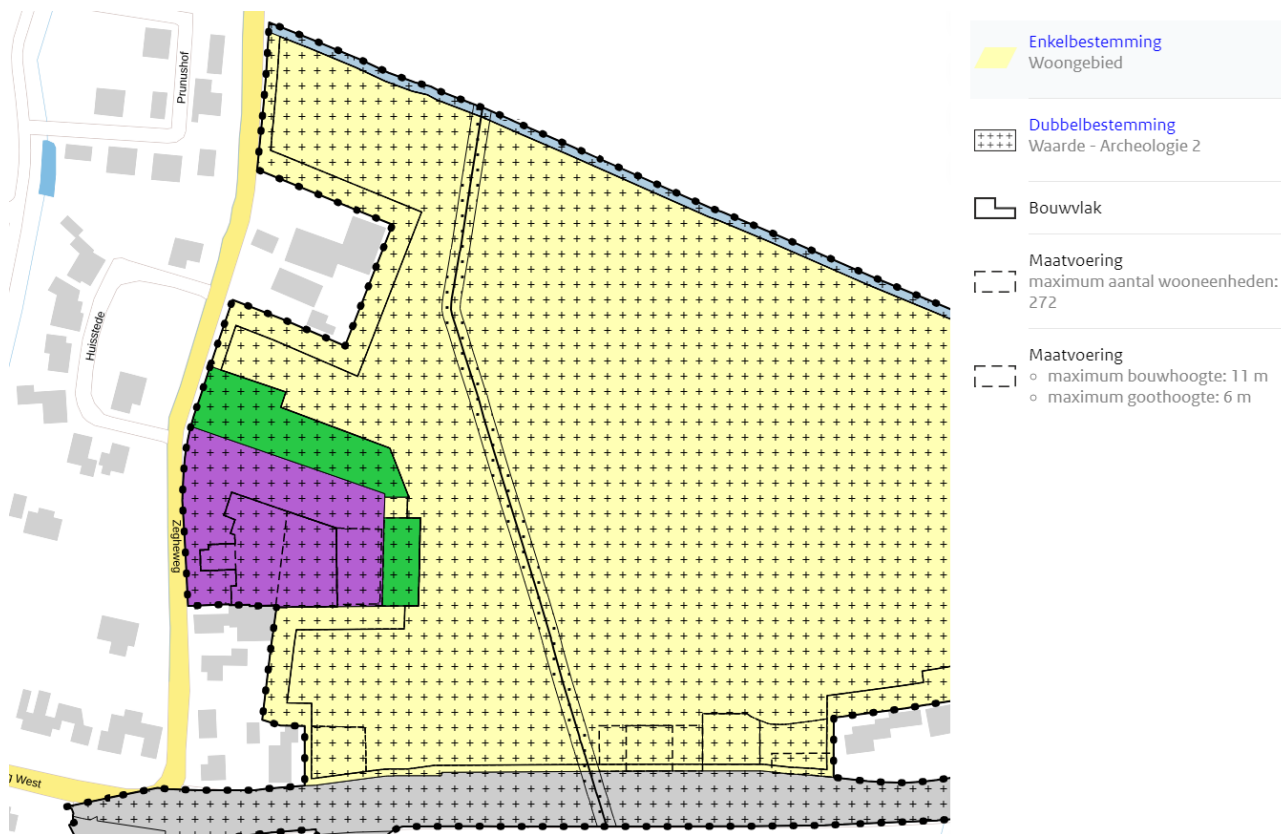 Prunushof
Huisstede
Zegheweg
g West
Enkelbestemming
Woongebied
Dubbelbestemming
Waarde - Archeologie 2
Bouwvlak
Maatvoering
maximum aantal wooneenheden:
272
Maatvoering
maximum bouwhoogte: 11 m
maximum goothoogte: 6 m